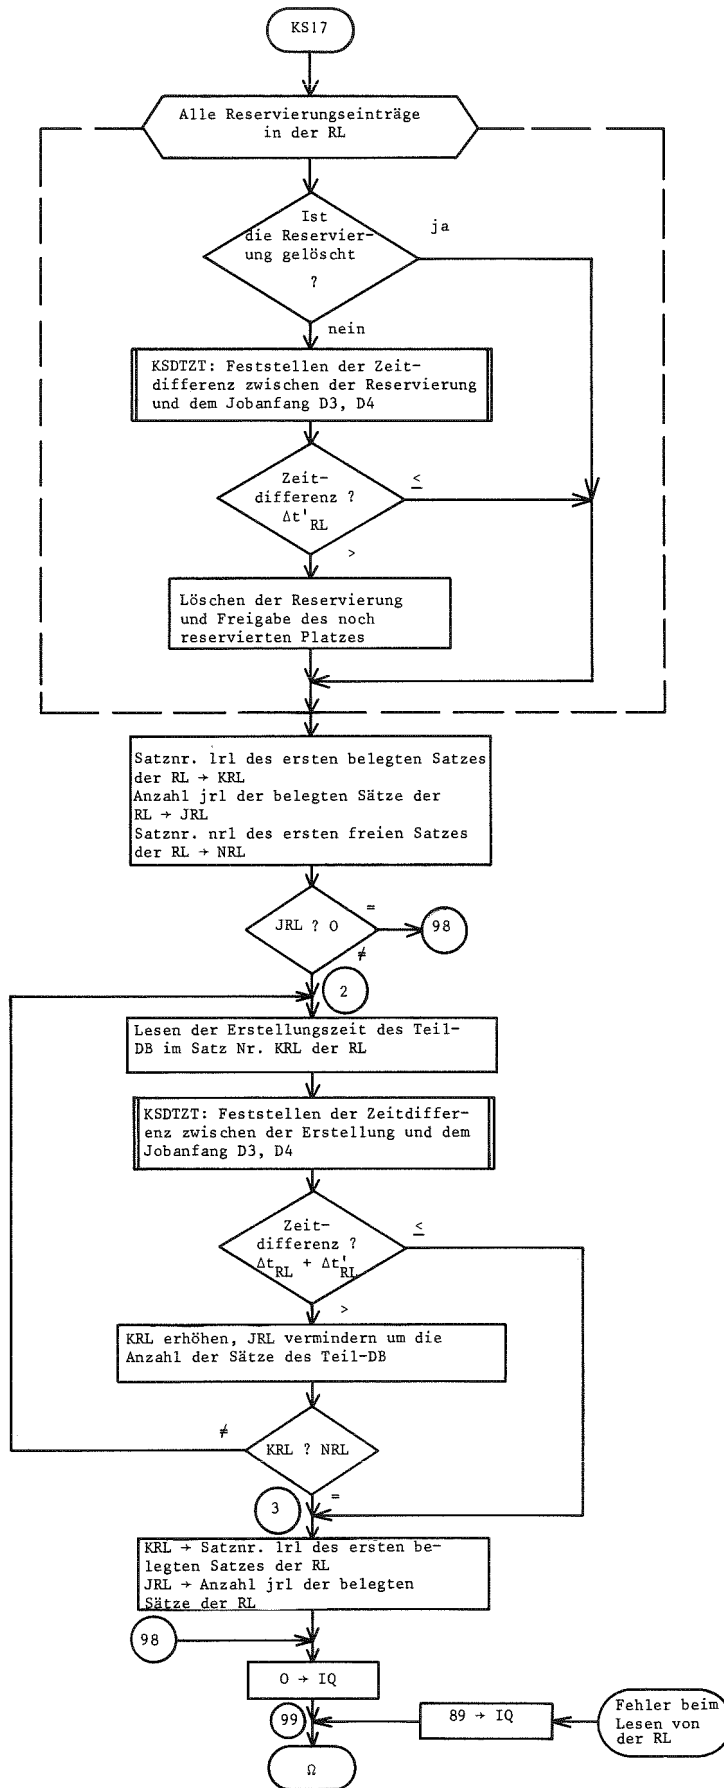 KS17
Alle Reservierungseinträge
in der RL
Ist
die Reservier-
ung gelöscht
?
ja
nein
KSDTZT: Feststellen der Zeit-
differenz zwischen der Reservierung
und dem Jobanfang D3, D4
Zeit-
differenz ?
Δt'RL
≤
>
Löschen der Reservierung
und Freigabe des noch
reservierten Platzes
Satznr. lrl des ersten belegten Satzes
der RL → KRL
Anzahl jrl der belegten Sätze der
RL → JRL
Satznr. nrl des ersten freien Satzes
der RL → NRL
JRL ? O
=
98
≠
2
Lesen der Erstellungszeit des Teil-
DB im Satz Nr. KRL der RL
KSDTZT: Feststellen der Zeitdiffer-
enz zwischen der Erstellung und dem
Jobanfang D3, D4
Zeit-
differenz ?
ΔtRL + Δt'RL
≤
>
KRL erhöhen, JRL vermindern um die
Anzahl der Sätze des Teil-DB
≠
KRL ? NRL
=
3
KRL → Satznr. lrl des ersten be-
legten Satzes der RL
JRL → Anzahl jrl der belegten
Sätze der RL
98
O → IQ
99
89 → IQ
Fehler beim
Lesen von
der RL
Ω